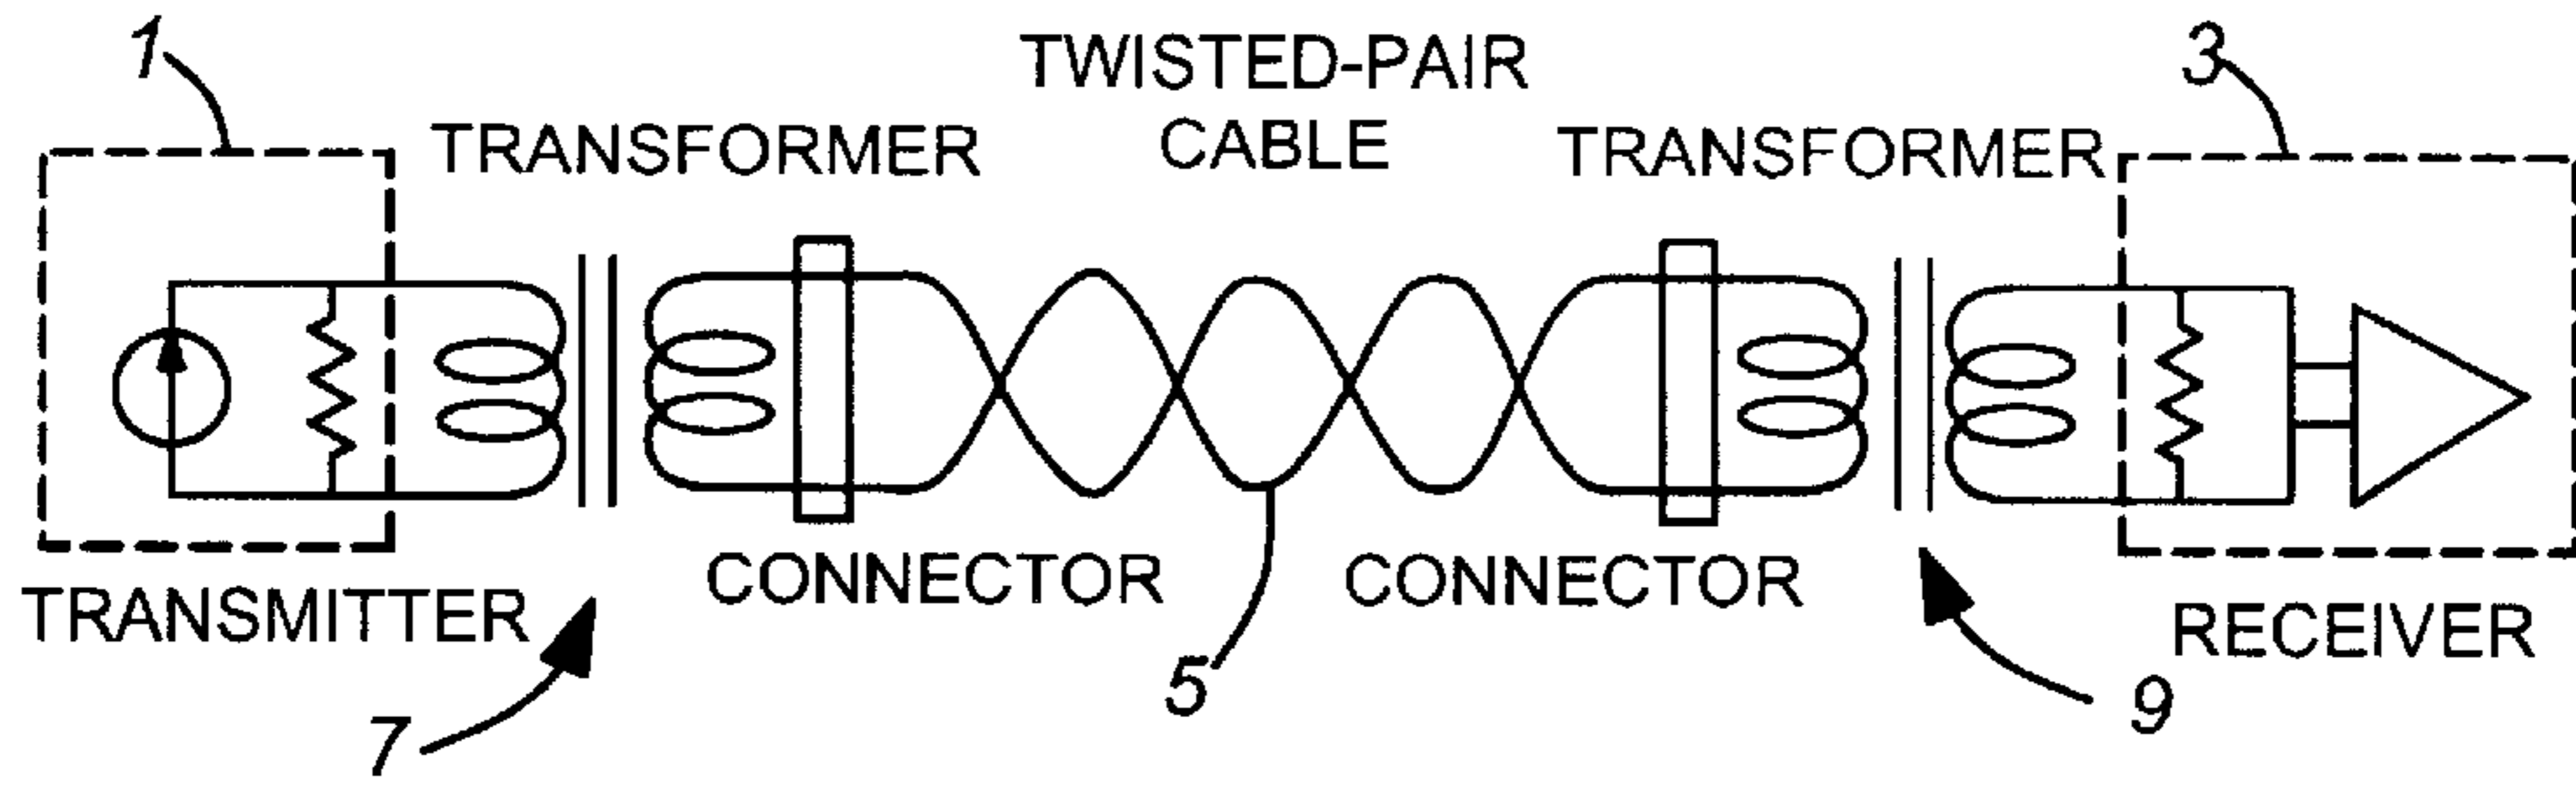 1
TWISTED-PAIR
CABLE
3
TRANSFORMER
TRANSFORMER
CONNECTOR
CONNECTOR
TRANSMITTER
RECEIVER
7
5
9